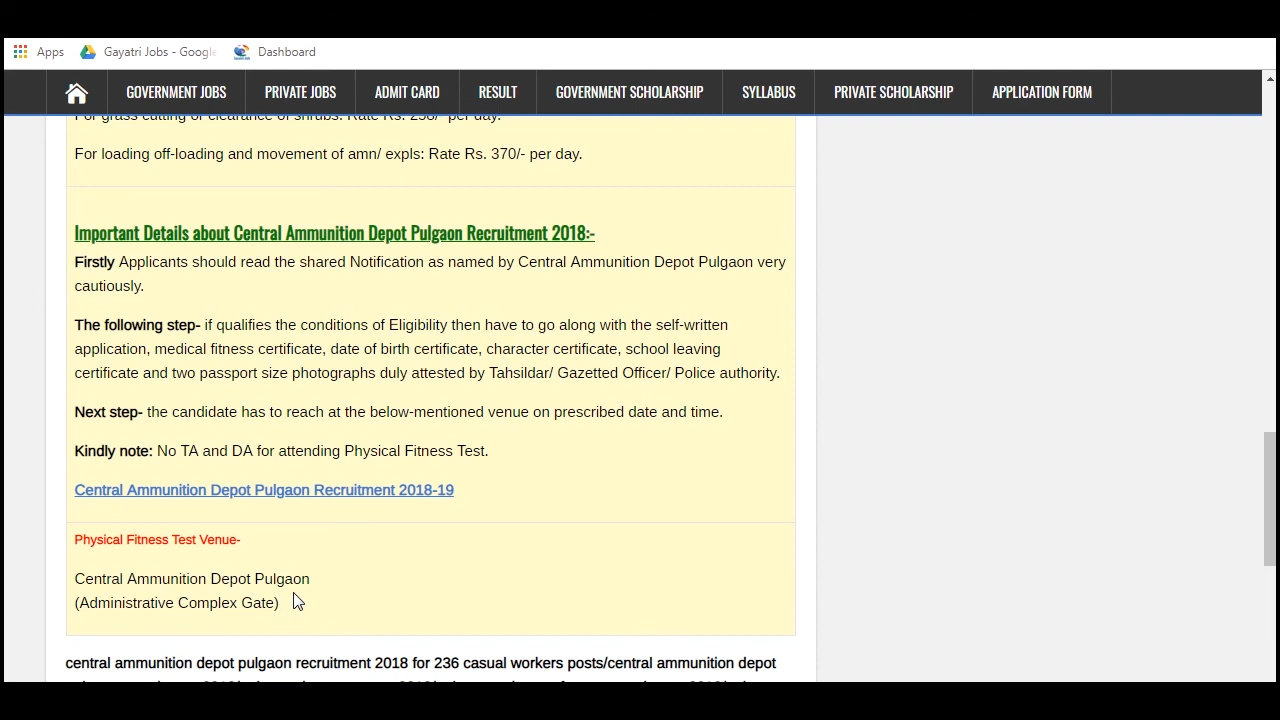 Apps Gayatri Jobs - Google Dashboard
GOVERNMENT JOBS PRIVATE JOBS ADMIT CARD RESULT GOVERNMENT SCHOLARSHIP SYLLABUS PRIVATE SCHOLARSHIP APPLICATION FORM
For grass cutting or clearance of shrubs: Rate Rs. 250/- per day.
For loading off-loading and movement of amn/ expls: Rate Rs. 370/- per day.
Important Details about Central Ammunition Depot Pulgaon Recruitment 2018:-
Firstly Applicants should read the shared Notification as named by Central Ammunition Depot Pulgaon very
cautiously.
The following step- if qualifies the conditions of Eligibility then have to go along with the self-written
application, medical fitness certificate, date of birth certificate, character certificate, school leaving
certificate and two passport size photographs duly attested by Tahsildar/ Gazetted Officer/ Police authority.
Next step- the candidate has to reach at the below-mentioned venue on prescribed date and time.
Kindly note: No TA and DA for attending Physical Fitness Test.
Central Ammunition Depot Pulgaon Recruitment 2018-19
Physical Fitness Test Venue-
Central Ammunition Depot Pulgaon
(Administrative Complex Gate)
central ammunition depot pulgaon recruitment 2018 for 236 casual workers posts/central ammunition depot